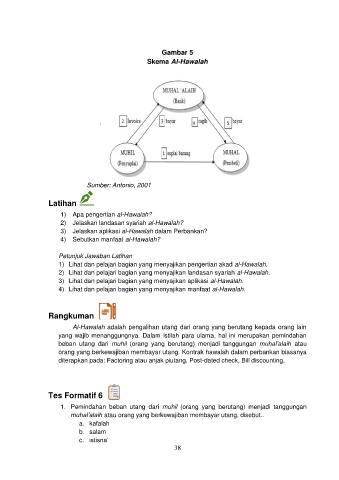 Gambar 5
Skema Al-Hawalah
MUHAL 'ALAIH
(Bank)
2 Invoice
3 bayar
4 tagih
5 bayar
MUHIL
(Penyuplai)
1 suplai barang
MUHAL
(Pembeli)
Sumber: Antonio, 2001
Latihan
1) Apa pengertian al-Hawalah?
2) Jelaskan landasan syariah al-Hawalah?
3) Jelaskan aplikasi al-Hawalah dalam Perbankan?
4) Sebutkan manfaat al-Hawalah?
Petunjuk Jawaban Latihan
1) Lihat dan pelajari bagian yang menyajikan pengertian akad al-Hawalah.
2) Lihat dan pelajari bagian yang menyajikan landasan syariah al-Hawalah.
3) Lihat dan pelajari bagian yang menyajikan aplikasi al-Hawalah.
4) Lihat dan pelajari bagian yang menyajikan manfaat al-Hawalah.
Rangkuman
Al-Hawalah adalah pengalihan utang dari orang yang berutang kepada orang lain
yang wajib menanggungnya. Dalam istilah para ulama, hal ini merupakan pemindahan
beban utang dari muhil (orang yang berutang) menjadi tanggungan muhal'alaih atau
orang yang berkewajiban membayar utang. Kontrak hawalah dalam perbankan biasanya
diterapkan pada: Factoring atau anjak piutang, Post-dated check, Bill discounting,
Tes Formatif 6
1. Pemindahan beban utang dari muhil (orang yang berutang) menjadi tanggungan
muhal'alaih atau orang yang berkewajiban membayar utang, disebut..
a. kafalah
b. salam
c. istisna'
38